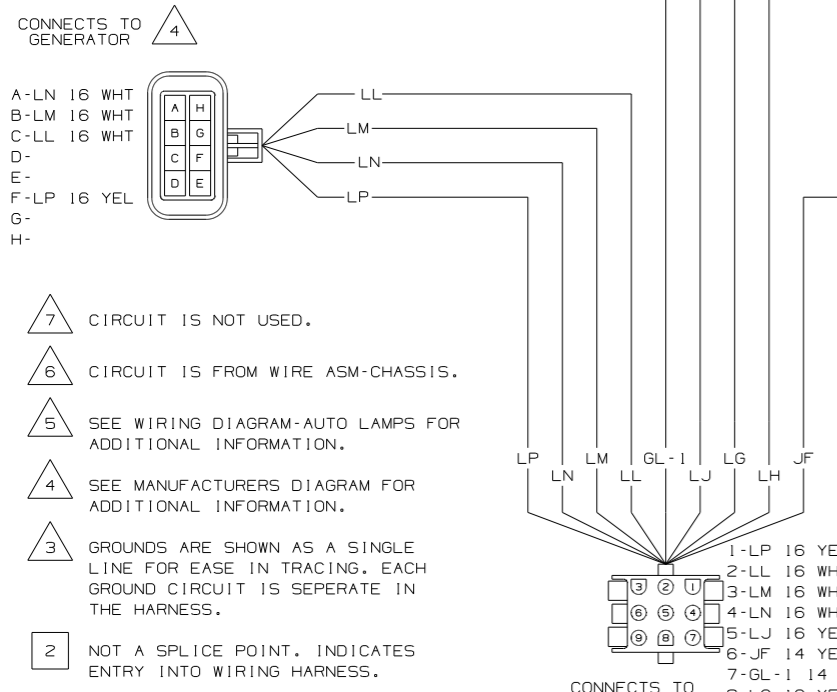 CONNECTS TO
GENERATOR
4
A-LN 16 WHT
B-LM 16 WHT
C-LL 16 WHT
D-
E-
F-LP 16 YEL
G-
H-
A H
B G
C F
D E
LL
LM
LN
LP
7 CIRCUIT IS NOT USED.
6 CIRCUIT IS FROM WIRE ASM-CHASSIS.
5 SEE WIRING DIAGRAM-AUTO LAMPS FOR
ADDITIONAL INFORMATION.
4 SEE MANUFACTURERS DIAGRAM FOR
ADDITIONAL INFORMATION.
3 GROUNDS ARE SHOWN AS A SINGLE
LINE FOR EASE IN TRACING. EACH
GROUND CIRCUIT IS SEPERATE IN
THE HARNESS.
2 NOT A SPLICE POINT. INDICATES
ENTRY INTO WIRING HARNESS.
LP LM GL-1 LG JF
LN LL LJ LH
3 2 1
6 5 4
9 8 7
1-LP 16 YE
2-LL 16 WH
3-LM 16 WH
4-LN 16 WH
5-LJ 16 YE
6-JF 14 YE
7-GL-1 14
CONNECTS TO